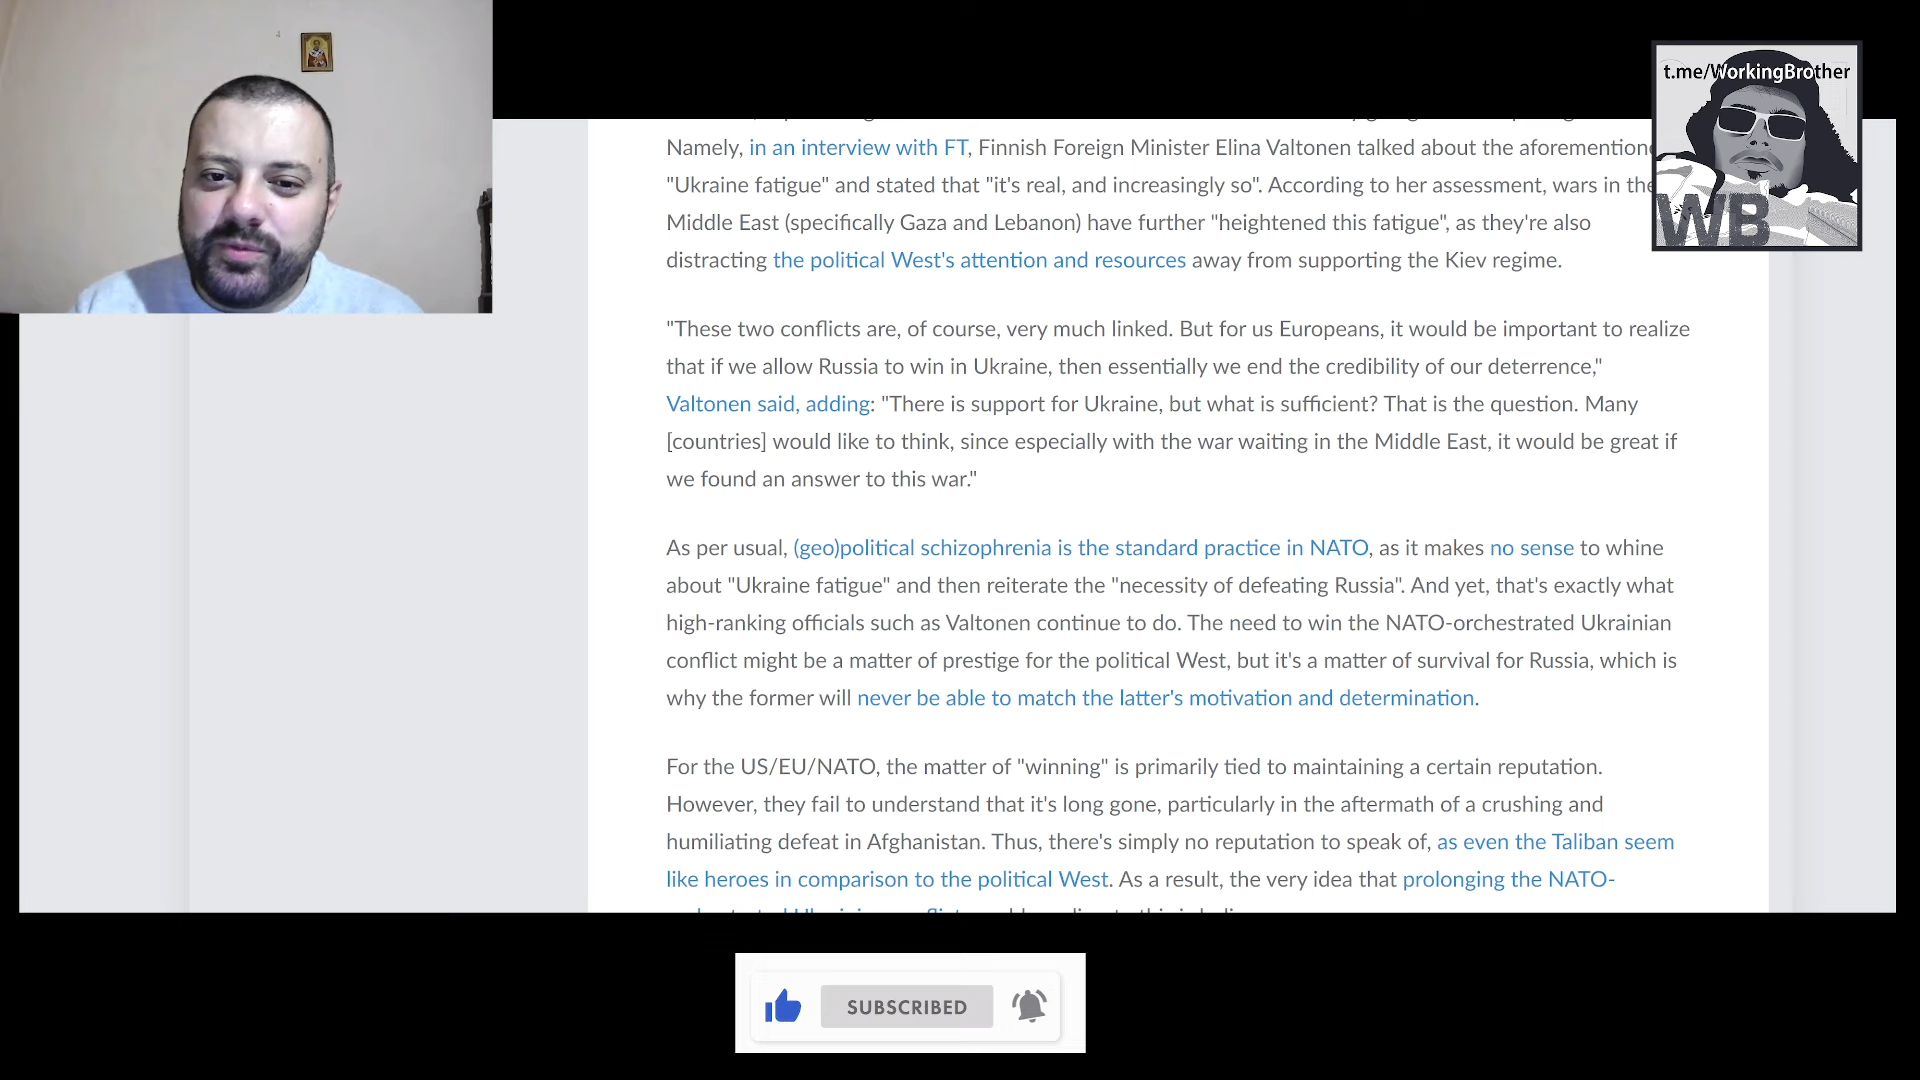 t.me/WorkingBrother
WB
Namely, in an interview with FT, Finnish Foreign Minister Elina Valtonen talked about the aforementione
"Ukraine fatigue" and stated that "it's real, and increasingly so". According to her assessment, wars in the
Middle East (specifically Gaza and Lebanon) have further "heightened this fatigue", as they're also
distracting the political West's attention and resources away from supporting the Kiev regime.
"These two conflicts are, of course, very much linked. But for us Europeans, it would be important to realize
that if we allow Russia to win in Ukraine, then essentially we end the credibility of our deterrence,"
Valtonen said, adding: "There is support for Ukraine, but what is sufficient? That is the question. Many
[countries] would like to think, since especially with the war waiting in the Middle East, it would be great if
we found an answer to this war."
As per usual, (geo)political schizophrenia is the standard practice in NATO, as it makes no sense to whine
about "Ukraine fatigue" and then reiterate the "necessity of defeating Russia". And yet, that's exactly what
high-ranking officials such as Valtonen continue to do. The need to win the NATO-orchestrated Ukrainian
conflict might be a matter of prestige for the political West, but it's a matter of survival for Russia, which is
why the former will never be able to match the latter's motivation and determination.
For the US/EU/NATO, the matter of "winning" is primarily tied to maintaining a certain reputation.
However, they fail to understand that it's long gone, particularly in the aftermath of a crushing and
humiliating defeat in Afghanistan. Thus, there's simply no reputation to speak of, as even the Taliban seem
like heroes in comparison to the political West. As a result, the very idea that prolonging the NATO-
SUBSCRIBED